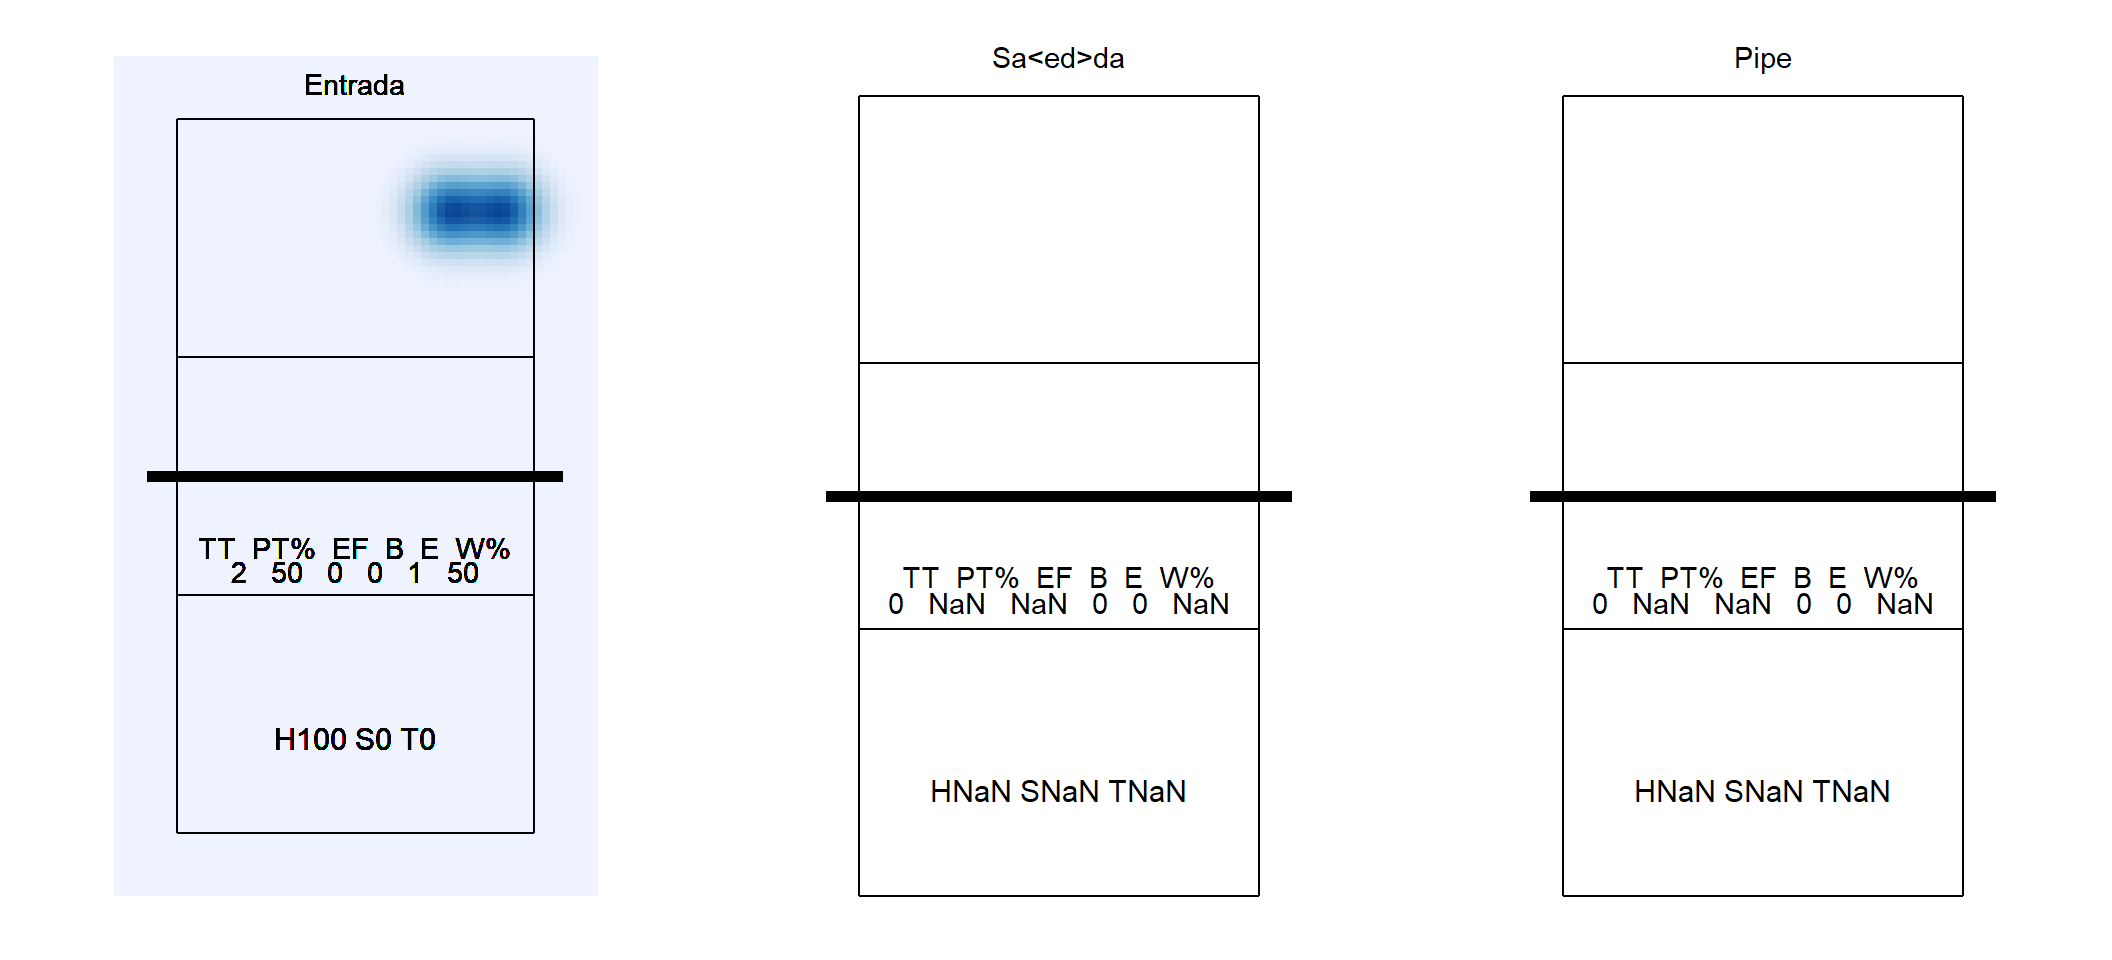 Entrada
TT PT% EF B E W%
2 50 0 0 1 50
H100 S0 T0
Sa<ed>da
TT PT% EF B E W%
0 NaN NaN 0 0 NaN
HNaN SNaN TNaN
Pipe
TT PT% EF B E W%
0 NaN NaN 0 0 NaN
HNaN SNaN TNaN